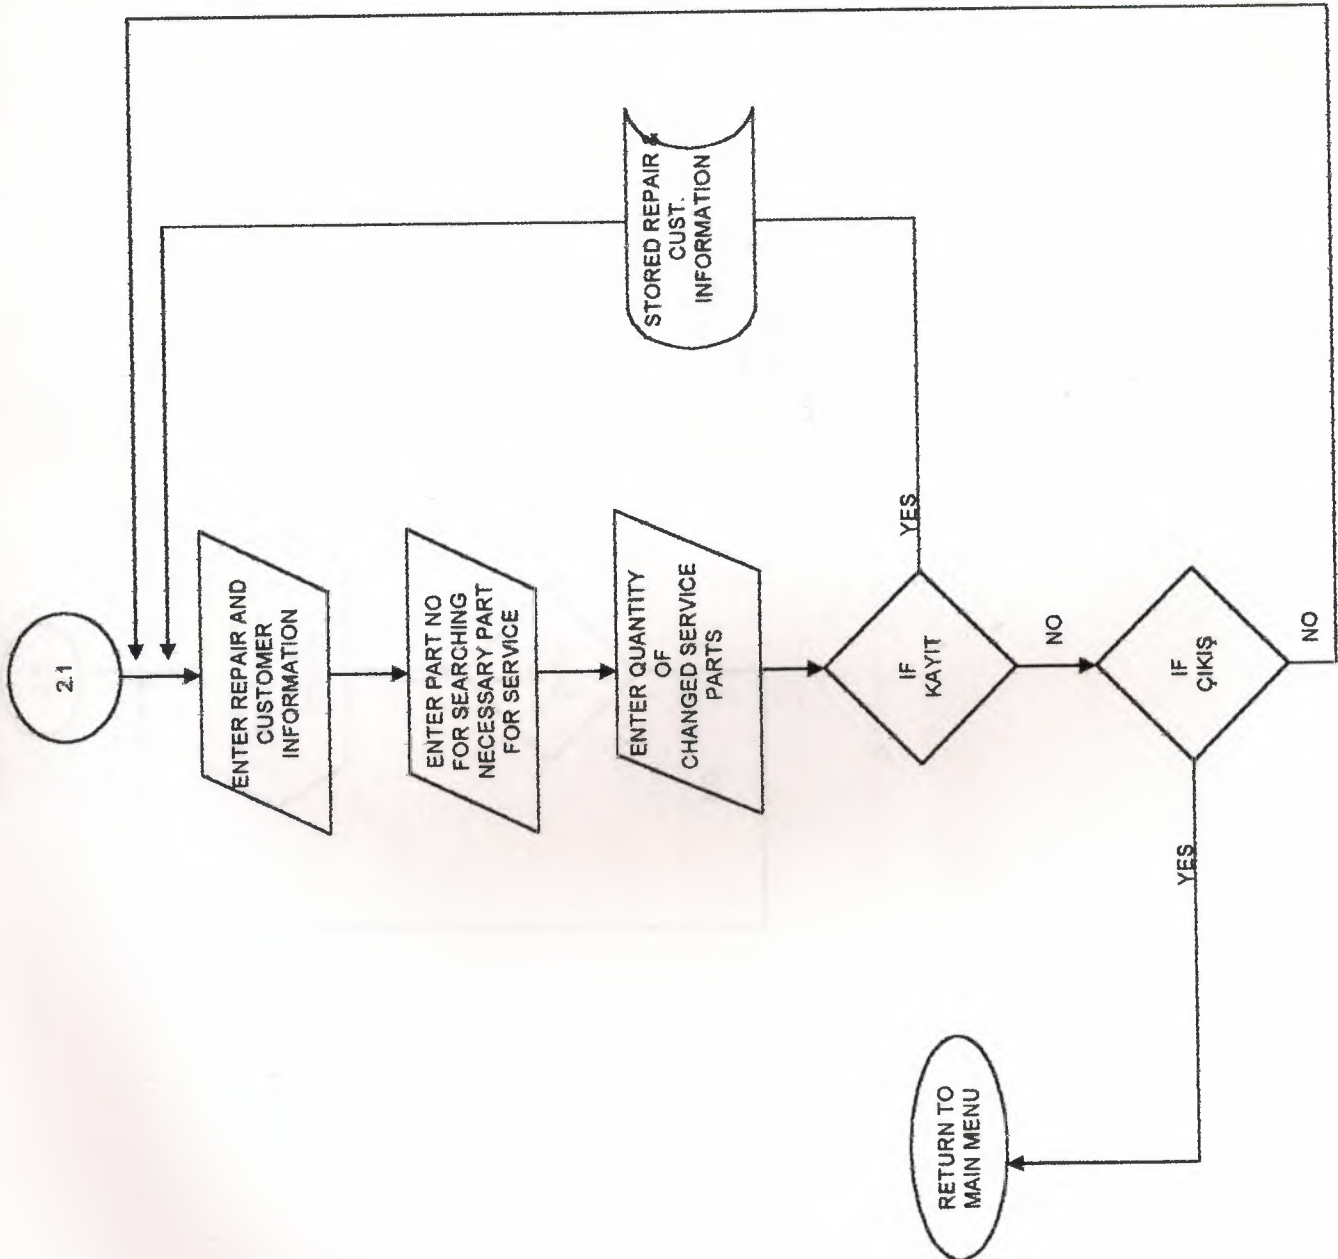 2.1
ENTER REPAIR AND
CUSTOMER
INFORMATION
ENTER PART NO
FOR SEARCHING
NECESSARY PART
FOR SERVICE
ENTER QUANTITY
OF
CHANGED SERVICE
PARTS
IF
KAYIT
YES
STORED REPAIR &
CUST.
INFORMATION
NO
IF
ÇIKIŞ
YES
NO
RETURN TO
MAIN MENU